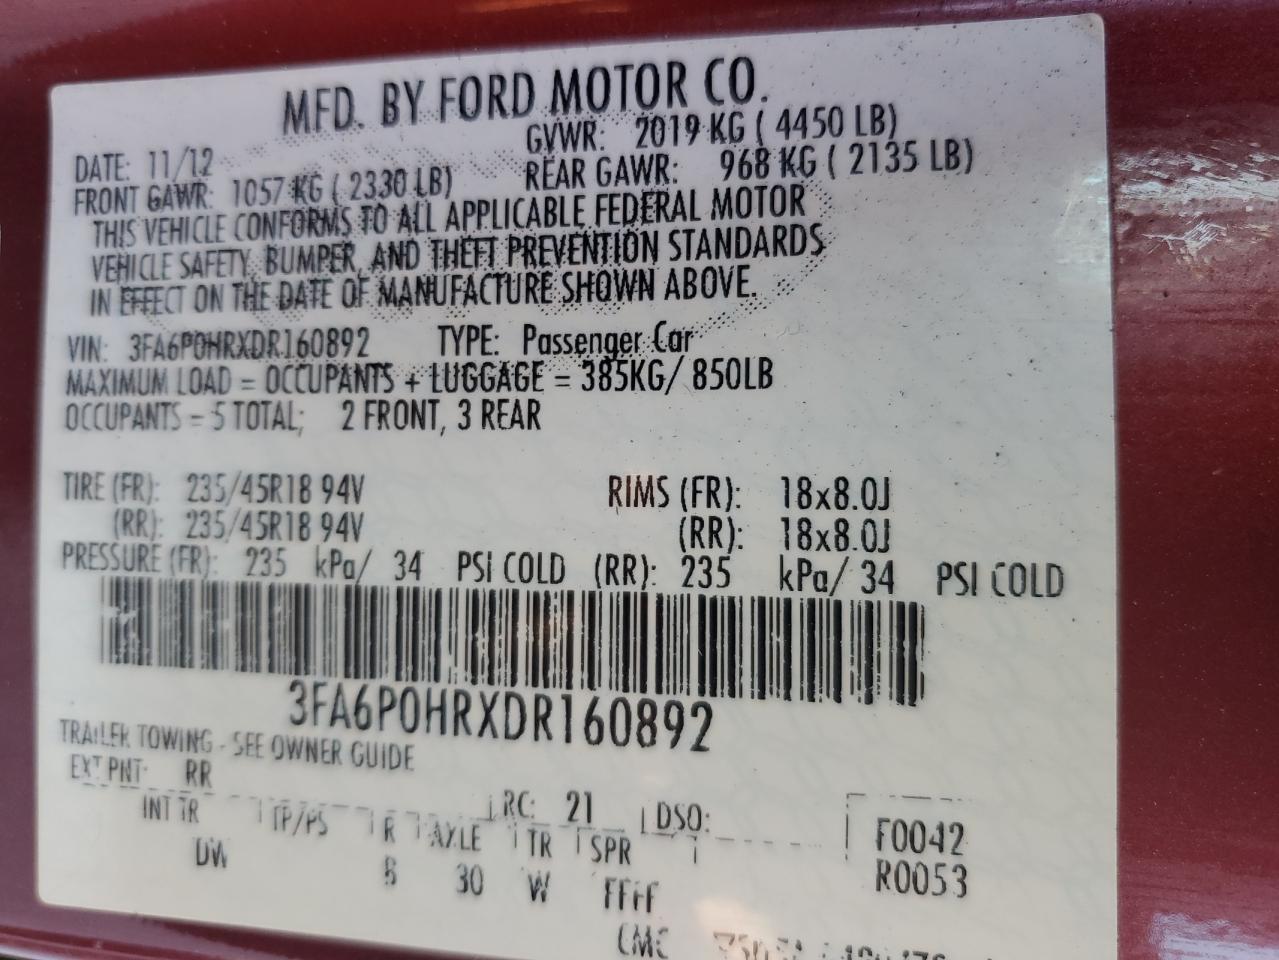 MFD. BY FORD MOTOR CO.
DATE: 11/12 GVWR: 2019 KG ( 4450 LB)
FRONT GAWR: 1057 KG ( 2330 LB) REAR GAWR: 968 KG ( 2135 LB)
THIS VEHICLE CONFORMS TO ALL APPLICABLE FEDERAL MOTOR
VEHICLE SAFETY, BUMPER, AND THEFT PREVENTION STANDARDS
IN EFFECT ON THE DATE OF MANUFACTURE SHOWN ABOVE.
VIN: 3FA6P0HRXDR160892 TYPE: Passenger Car
MAXIMUM LOAD = OCCUPANTS + LUGGAGE = 385KG/ 850LB
OCCUPANTS = 5 TOTAL; 2 FRONT, 3 REAR
TIRE (FR): 235/45R18 94V RIMS (FR): 18x8.0J
(RR): 235/45R18 94V (RR): 18x8.0J
PRESSURE (FR): 235 kPa/ 34 PSI COLD (RR): 235 kPa/ 34 PSI COLD
3FA6P0HRXDR160892
TRAILER TOWING - SEE OWNER GUIDE
EXT PNT: RR RC: 21 DSO:
INT TR TP/PS R AXLE TR SPR F0042
DW B 30 W FFFF R0053
CMC